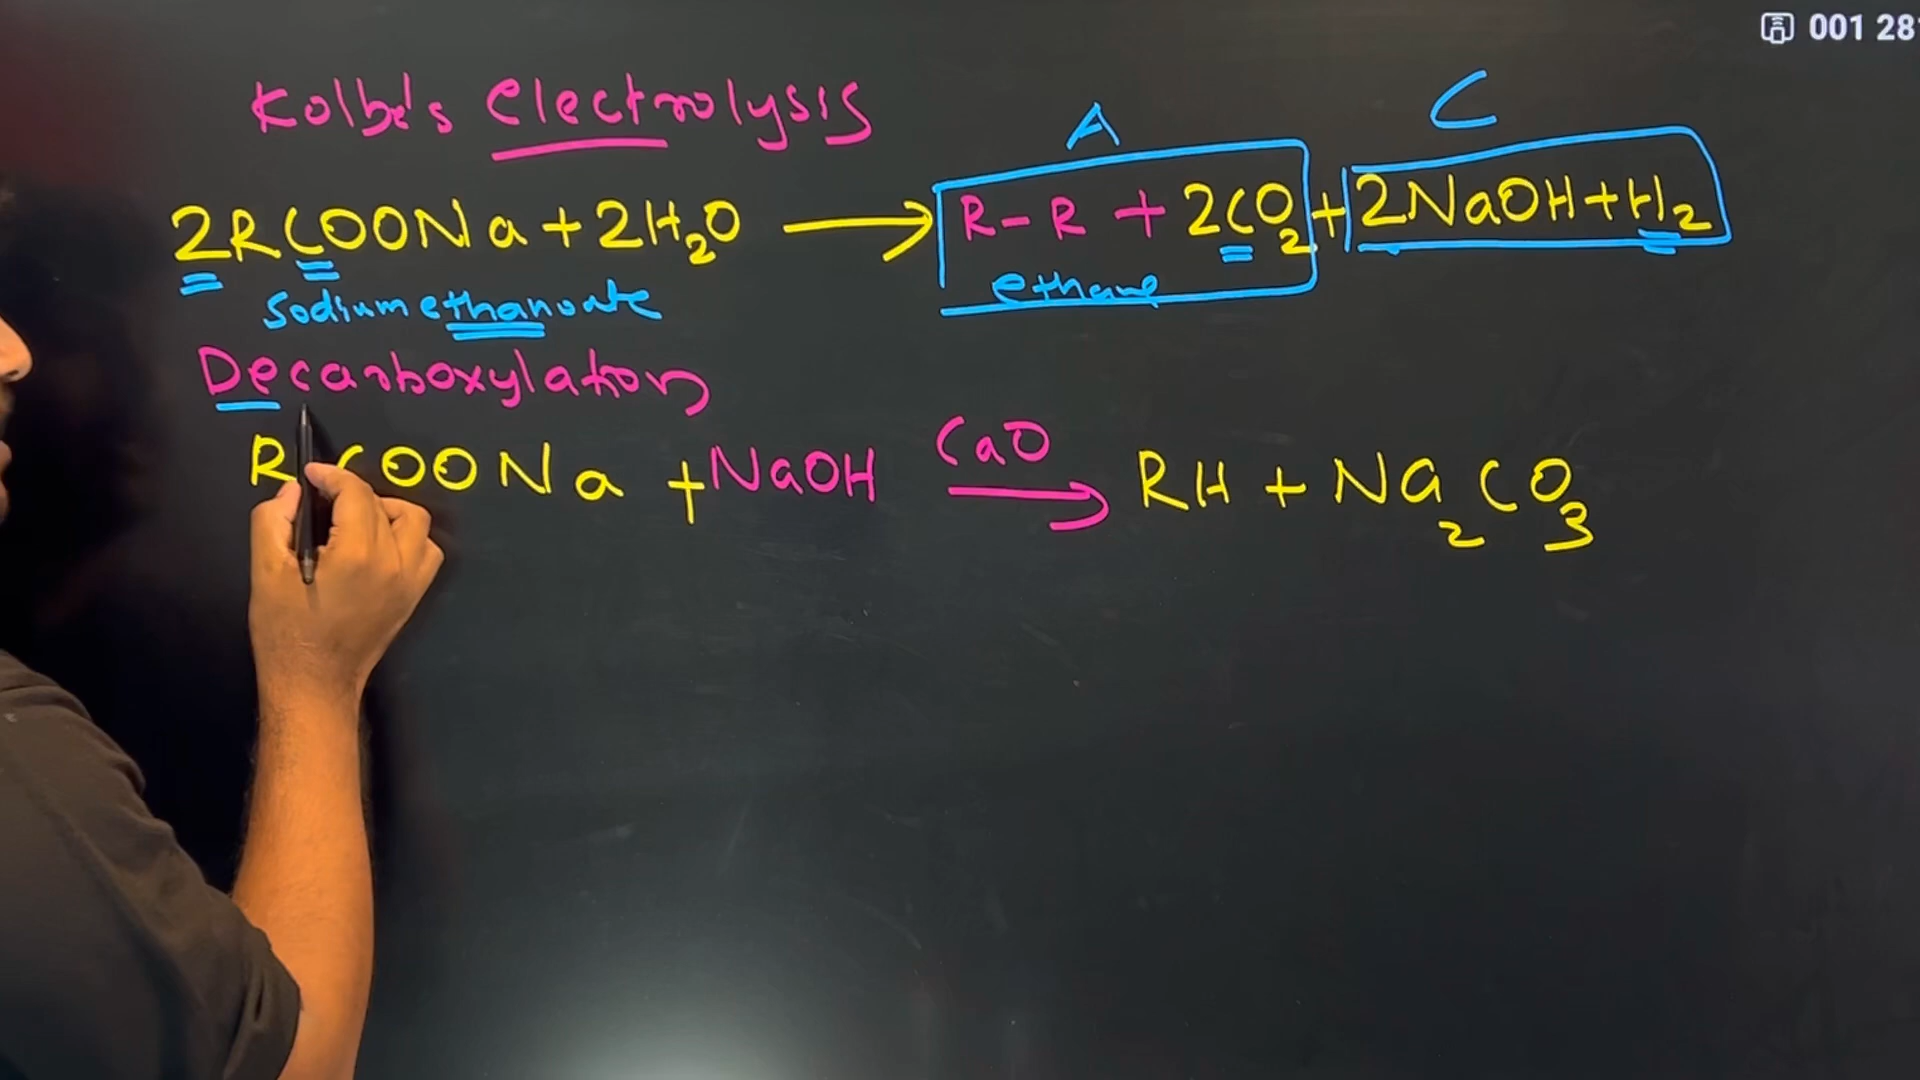 001 28
Kolbe's electrolysis
A
C
2RCOONa + 2H₂O ⟶ R-R + 2CO₂ + 2NaOH + H₂
Sodium ethanoate
ethane
Decarboxylation
RCOONa + NaOH CaO⟶ RH + Na₂CO₃